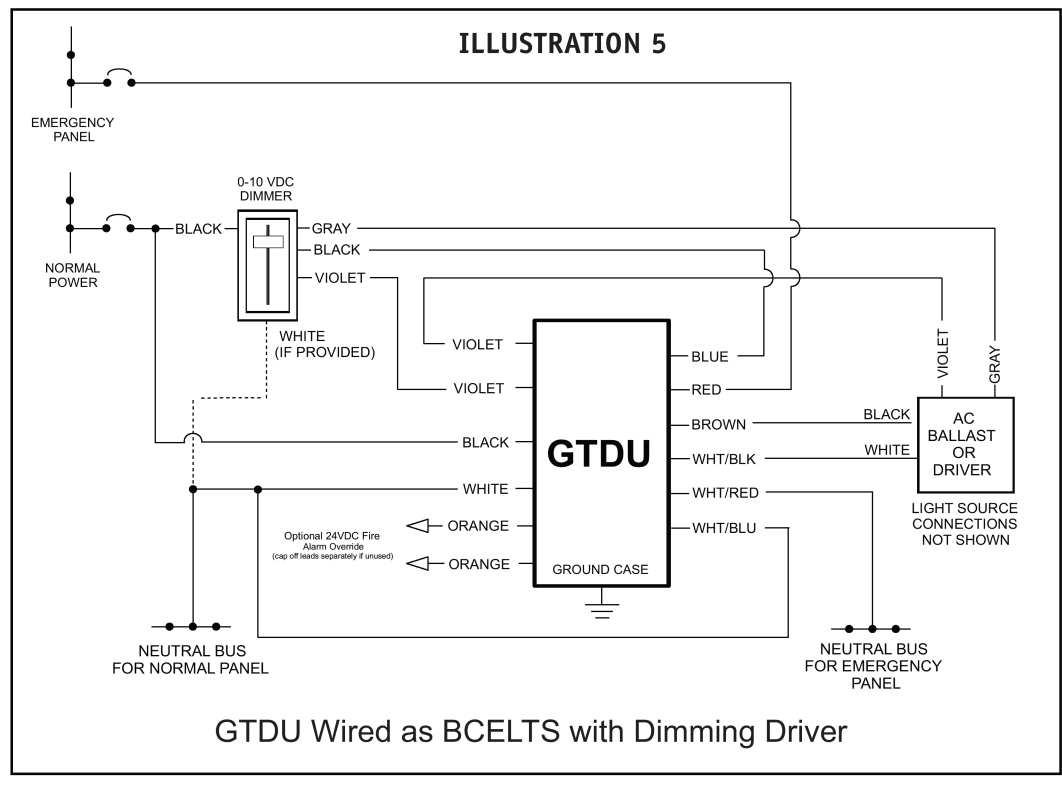 ILLUSTRATION 5
EMERGENCY
PANEL
0-10 VDC
DIMMER
BLACK
GRAY
BLACK
VIOLET
NORMAL
POWER
WHITE
(IF PROVIDED)
VIOLET
VIOLET
BLACK
WHITE
ORANGE
ORANGE
Optional 24VDC Fire
Alarm Override
(cap off leads separately if unused)
GTDU
GROUND CASE
BLUE
RED
BROWN
WHT/BLK
WHT/RED
WHT/BLU
VIOLET
GRAY
BLACK
WHITE
AC
BALLAST
OR
DRIVER
LIGHT SOURCE
CONNECTIONS
NOT SHOWN
NEUTRAL BUS
FOR NORMAL PANEL
NEUTRAL BUS
FOR EMERGENCY
PANEL
GTDU Wired as BCELTS with Dimming Driver